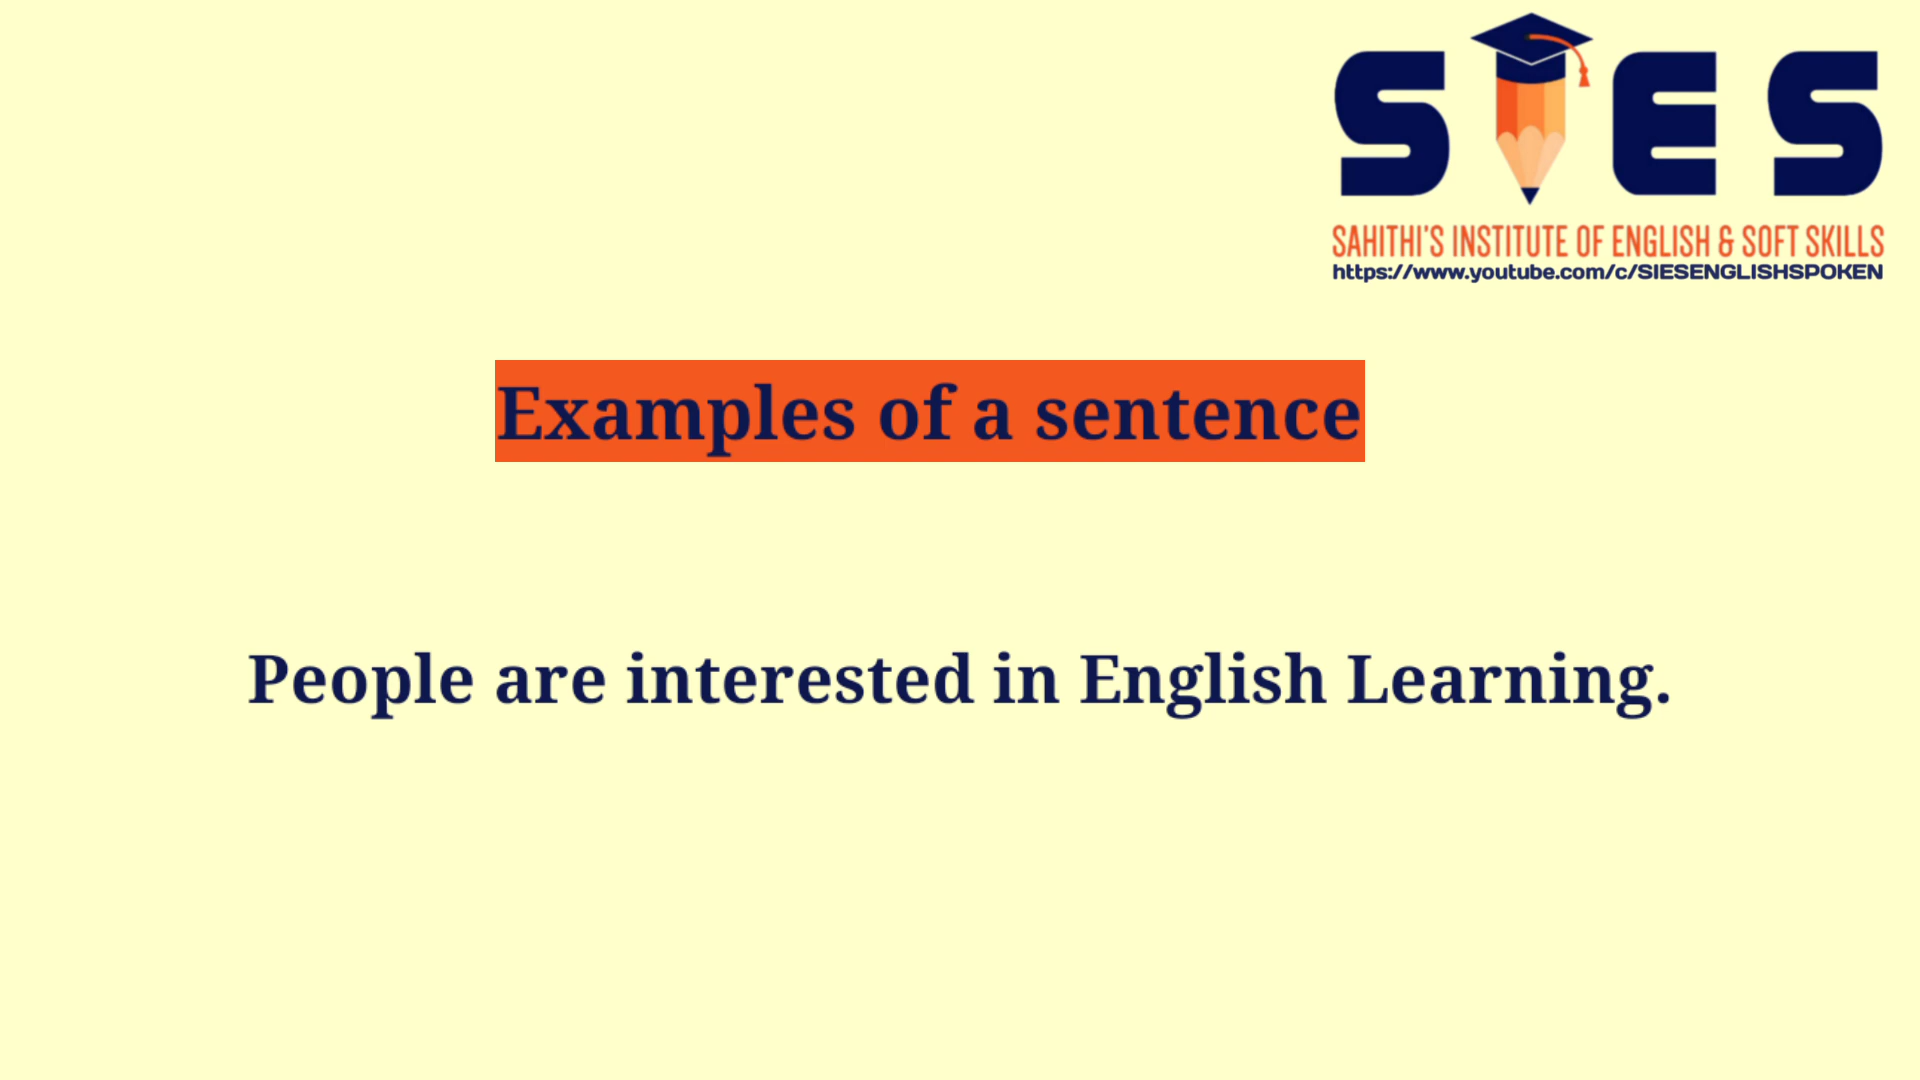 SIES
SAHITHI'S INSTITUTE OF ENGLISH & SOFT SKILLS
https://www.youtube.com/c/SIESENGLISHSPOKEN
Examples of a sentence
People are interested in English Learning.